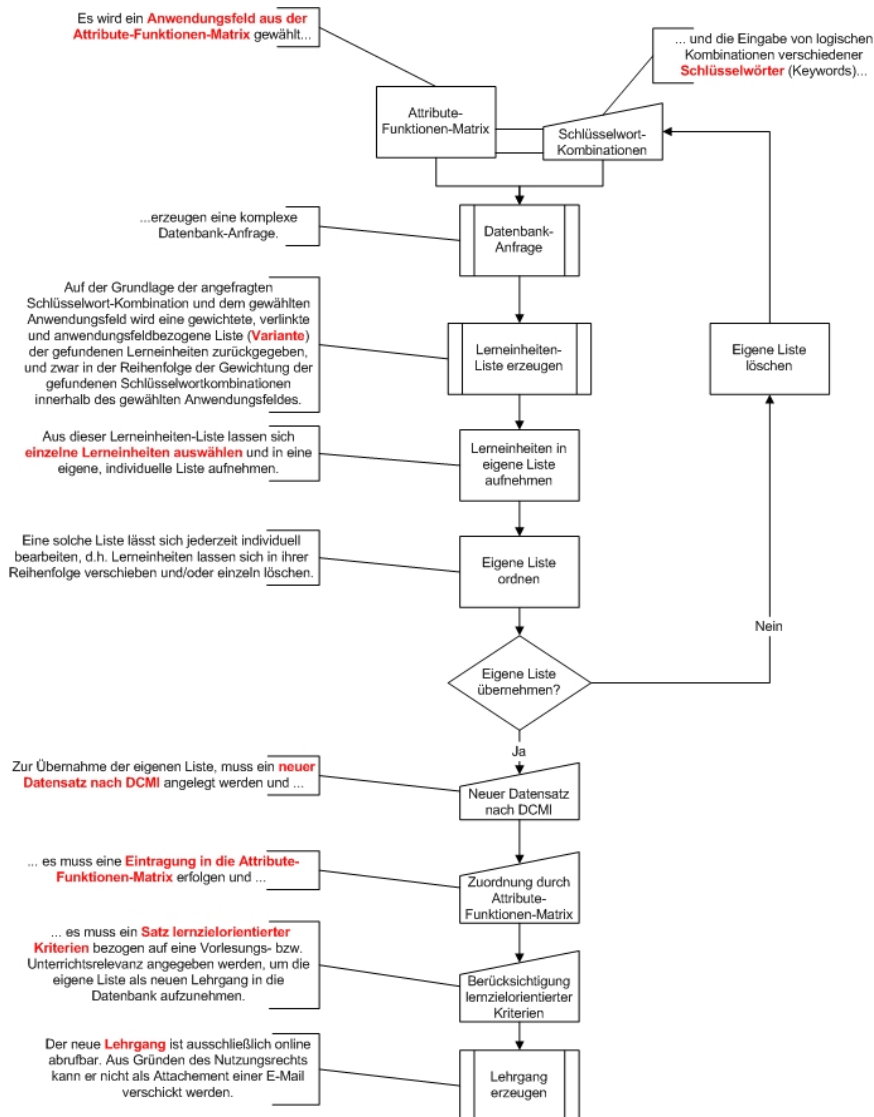 Es wird ein Anwendungsfeld aus der
Attribute-Funktionen-Matrix gewählt...
... und die Eingabe von logischen
Kombinationen verschiedener
Schlüsselwörter (Keywords)...
Attribute-
Funktionen-Matrix
Schlüsselwort-
Kombinationen
...erzeugen eine komplexe
Datenbank-Anfrage.
Datenbank-
Anfrage
Auf der Grundlage der angefragten
Schlüsselwort-Kombination und dem gewählten
Anwendungsfeld wird eine gewichtete, verlinkte
und anwendungsfeldbezogene Liste (Variante)
der gefundenen Lerneinheiten zurückgegeben,
und zwar in der Reihenfolge der Gewichtung der
gefundenen Schlüsselwortkombinationen
innerhalb des gewählten Anwendungsfeldes.
Lerneinheiten-
Liste erzeugen
Eigene Liste
löschen
Aus dieser Lerneinheiten-Liste lassen sich
einzelne Lerneinheiten auswählen und in eine
eigene, individuelle Liste aufnehmen.
Lerneinheiten in
eigene Liste
aufnehmen
Eine solche Liste lässt sich jederzeit individuell
bearbeiten, d.h. Lerneinheiten lassen sich in ihrer
Reihenfolge verschieben und/oder einzeln löschen.
Eigene Liste
ordnen
Nein
Eigene Liste
übernehmen?
Ja
Zur Übernahme der eigenen Liste, muss ein neuer
Datensatz nach DCMI angelegt werden und ...
Neuer Datensatz
nach DCMI
... es muss eine Eintragung in die Attribute-
Funktionen-Matrix erfolgen und ...
Zuordnung durch
Attribute-
Funktionen-Matrix
... es muss ein Satz lernzielorientierter
Kriterien bezogen auf eine Vorlesungs- bzw.
Unterrichtsrelevanz angegeben werden, um die
eigene Liste als neuen Lehrgang in die
Datenbank aufzunehmen.
Berücksichtigung
lernzielorientierter
Kriterien
Der neue Lehrgang ist ausschließlich online
abrufbar. Aus Gründen des Nutzungsrechts
kann er nicht als Attachement einer E-Mail
verschickt werden.
Lehrgang
erzeugen